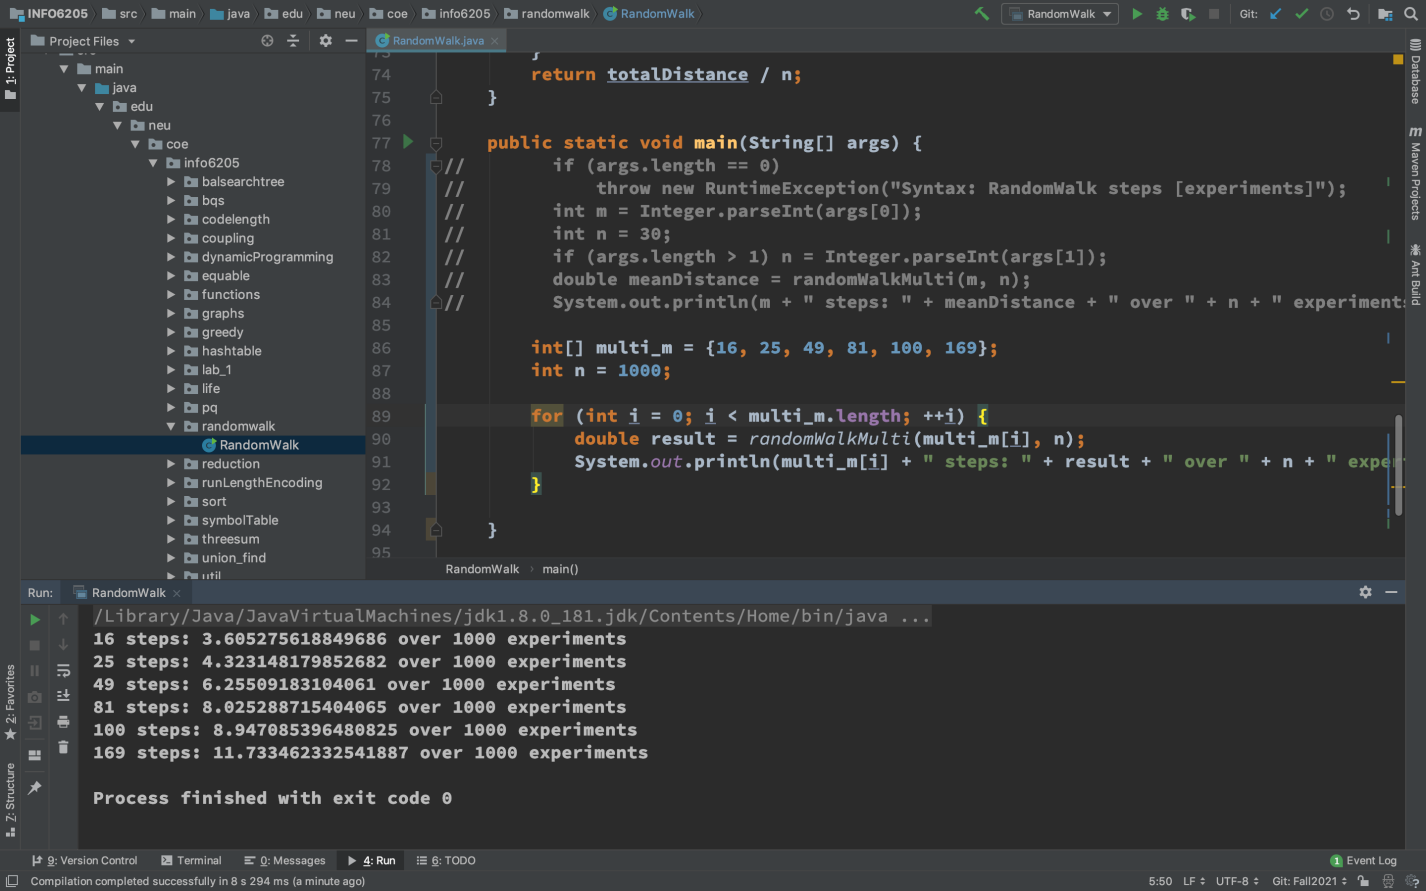 INFO6205 src main java edu neu coe info6205 randomwalk RandomWalk
RandomWalk
Git:
1: Project
Project Files
RandomWalk.java
main
java
edu
neu
coe
info6205
balsearchtree
bqs
codelength
coupling
dynamicProgramming
equable
functions
graphs
greedy
hashtable
lab_1
life
pq
randomwalk
RandomWalk
reduction
runLengthEncoding
sort
symbolTable
threesum
union_find
util
73 }
74 return totalDistance / n;
75 }
76
77 public static void main(String[] args) {
78 // if (args.length == 0)
79 // throw new RuntimeException("Syntax: RandomWalk steps [experiments]");
80 // int m = Integer.parseInt(args[0]);
81 // int n = 30;
82 // if (args.length > 1) n = Integer.parseInt(args[1]);
83 // double meanDistance = randomWalkMulti(m, n);
84 // System.out.println(m + " steps: " + meanDistance + " over " + n + " experiments
85
86 int[] multi_m = {16, 25, 49, 81, 100, 169};
87 int n = 1000;
88
89 for (int i = 0; i < multi_m.length; ++i) {
90 double result = randomWalkMulti(multi_m[i], n);
91 System.out.println(multi_m[i] + " steps: " + result + " over " + n + " exper
92 }
93
94 }
95
RandomWalk main()
Database
m Maven Projects
Ant Build
Run: RandomWalk
/Library/Java/JavaVirtualMachines/jdk1.8.0_181.jdk/Contents/Home/bin/java ...
16 steps: 3.605275618849686 over 1000 experiments
25 steps: 4.323148179852682 over 1000 experiments
49 steps: 6.25509183104061 over 1000 experiments
81 steps: 8.025288715404065 over 1000 experiments
100 steps: 8.947085396480825 over 1000 experiments
169 steps: 11.733462332541887 over 1000 experiments
Process finished with exit code 0
2: Favorites
Z: Structure
9: Version Control Terminal 0: Messages 4: Run 6: TODO
1 Event Log
Compilation completed successfully in 8 s 294 ms (a minute ago)
5:50 LF UTF-8 Git: Fall2021